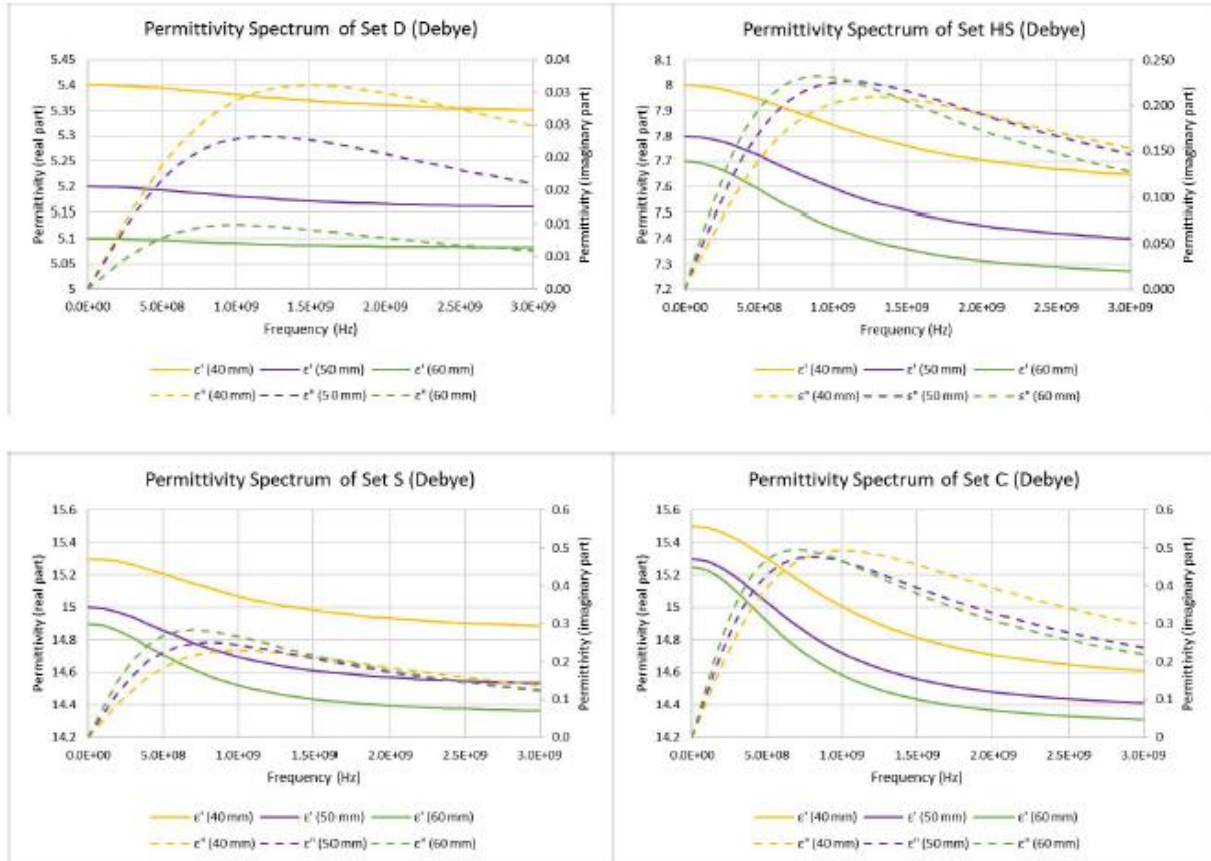 Permittivity Spectrum of Set D (Debye)
Permittivity (real part)
5.45
5.4
5.35
5.3
5.25
5.2
5.15
5.1
5.05
5
0.04
0.03
0.03
0.02
0.02
0.01
0.01
0.00
Permittivity (imaginary part)
0.0E+00 5.0E+08 1.0E+09 1.5E+09 2.0E+09 2.5E+09 3.0E+09
Frequency (Hz)
ε' (40 mm) ε' (50 mm) ε' (60 mm)
ε" (40 mm) ε" (50 mm) ε" (60 mm)
Permittivity Spectrum of Set HS (Debye)
Permittivity (real part)
8.1
8
7.9
7.8
7.7
7.6
7.5
7.4
7.3
7.2
0.250
0.200
0.150
0.100
0.050
0.000
Permittivity (imaginary part)
0.0E+00 5.0E+08 1.0E+09 1.5E+09 2.0E+09 2.5E+09 3.0E+09
Frequency (Hz)
ε' (40 mm) ε' (50 mm) ε' (60 mm)
ε" (40 mm) ε" (50 mm) ε" (60 mm)
Permittivity Spectrum of Set S (Debye)
Permittivity (real part)
15.6
15.4
15.2
15
14.8
14.6
14.4
14.2
0.6
0.5
0.4
0.3
0.2
0.1
0.0
Permittivity (imaginary part)
0.0E+00 5.0E+08 1.0E+09 1.5E+09 2.0E+09 2.5E+09 3.0E+09
Frequency (Hz)
ε' (40 mm) ε' (50 mm) ε' (60 mm)
ε" (40 mm) ε" (50 mm) ε" (60 mm)
Permittivity Spectrum of Set C (Debye)
Permittivity (real part)
15.6
15.4
15.2
15
14.8
14.6
14.4
14.2
0.6
0.5
0.4
0.3
0.2
0.1
0
Permittivity (imaginary part)
0.0E+00 5.0E+08 1.0E+09 1.5E+09 2.0E+09 2.5E+09 3.0E+09
Frequency (Hz)
ε' (40 mm) ε' (50 mm) ε' (60 mm)
ε" (40 mm) ε" (50 mm) ε" (60 mm)